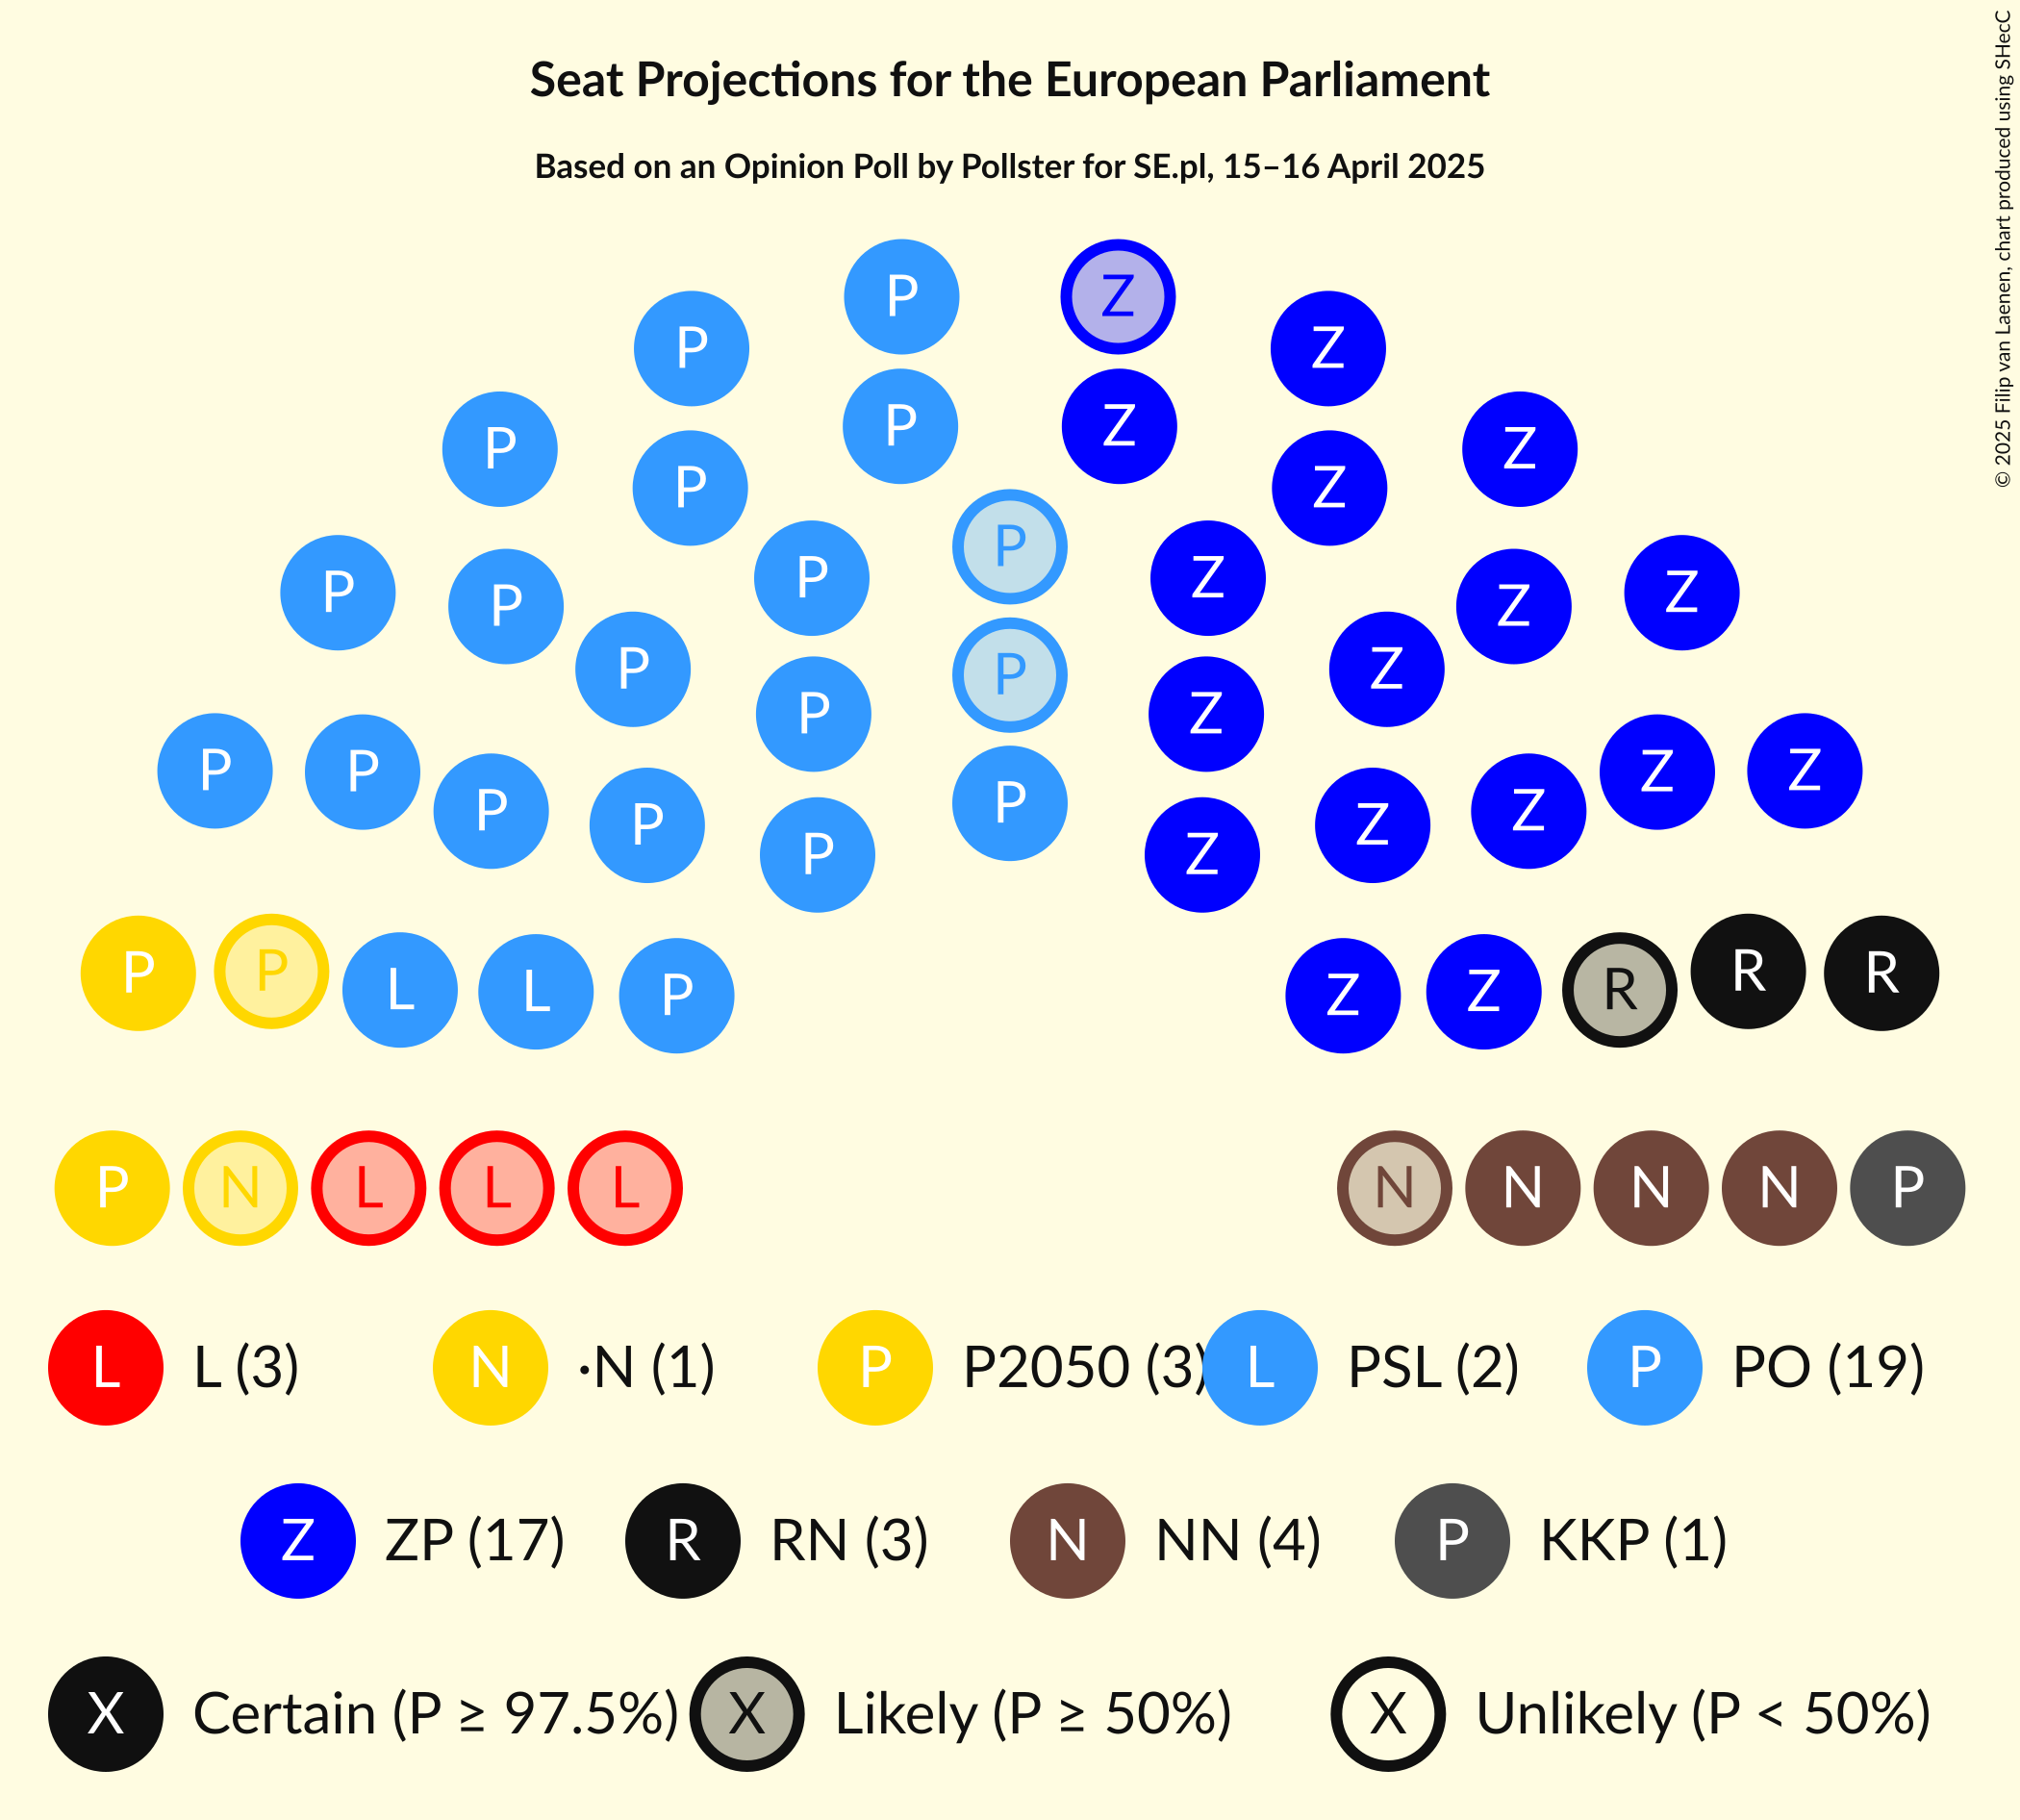 Seat Projections for the European Parliament
Based on an Opinion Poll by Pollster for SE.pl, 15–16 April 2025
© 2025 Filip van Laenen, chart produced using SHecC
P Z
P Z
P Z
P Z
P Z
P
P Z
P Z
P Z
P Z
P
P Z
P Z
P Z
P Z
P
P Z
P Z
P Z
P P L L P Z Z R R R
P N L L L N N N N P
L L (3) N ·N (1) P P2050 (3) L PSL (2) P PO (19)
Z ZP (17) R RN (3) N NN (4) P KKP (1)
X Certain (P ≥ 97.5%) X Likely (P ≥ 50%) X Unlikely (P < 50%)